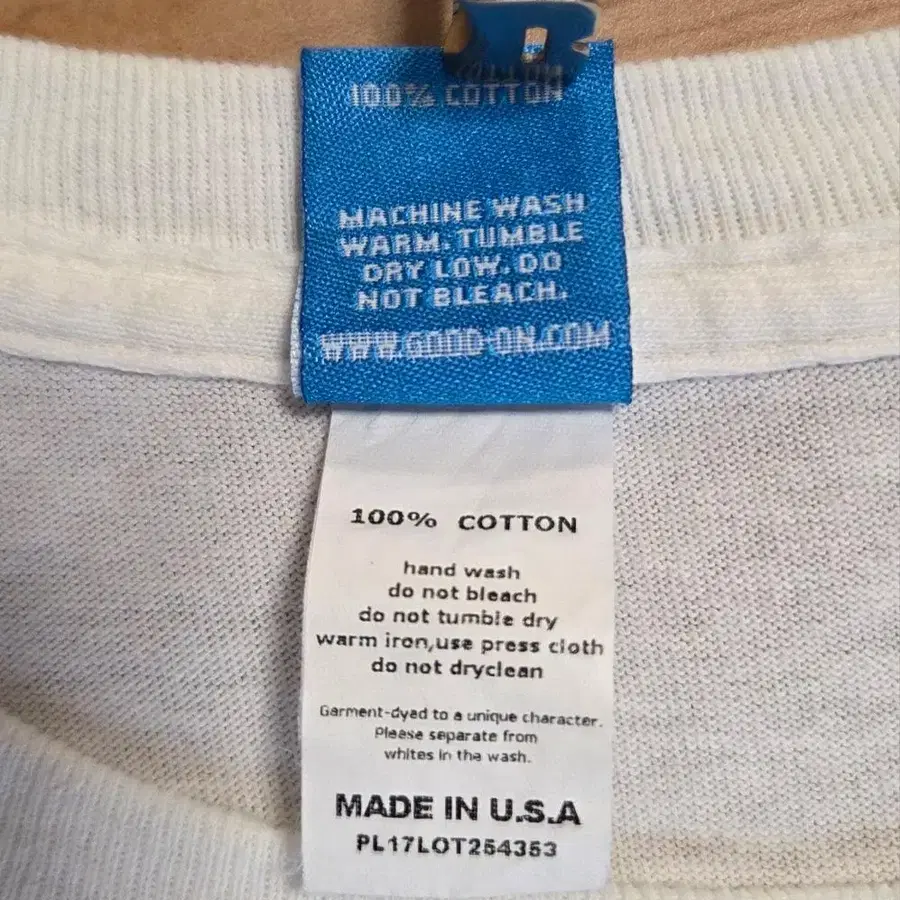 100% COTTON
MACHINE WASH
WARM. TUMBLE
DRY LOW. DO
NOT BLEACH.
WWW.GOOD-ON.COM
100% COTTON
hand wash
do not bleach
do not tumble dry
warm iron,use press cloth
do not dryclean
Garment-dyed to a unique character.
Please separate from
whites in the wash.
MADE IN U.S.A
PL17LOT254353